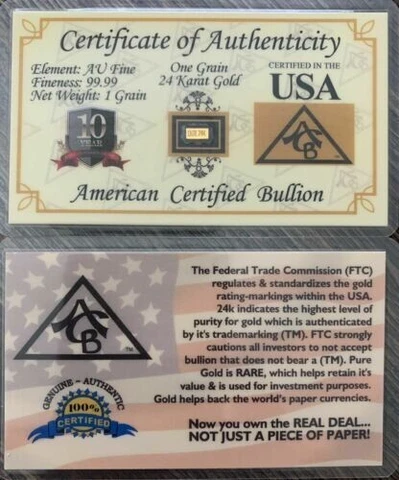 Certificate of Authenticity
Element: AU Fine
Fineness: 99.99
Net Weight: 1 Grain
One Grain
24 Karat Gold
CERTIFIED IN THE
USA
10
YEAR
ACB
™
American Certified Bullion
ACB
™
GENUINE - AUTHENTIC
100%
CERTIFIED
The Federal Trade Commission (FTC)
regulates & standardizes the gold
rating-markings within the USA.
24k indicates the highest level of
purity for gold which is authenticated
by it's trademarking (TM). FTC strongly
cautions all investors to not accept
bullion that does not bear a (TM). Pure
Gold is RARE, which helps retain it's
value & is used for investment purposes.
Gold helps back the world's paper currencies.
Now you own the REAL DEAL...
NOT JUST A PIECE OF PAPER!